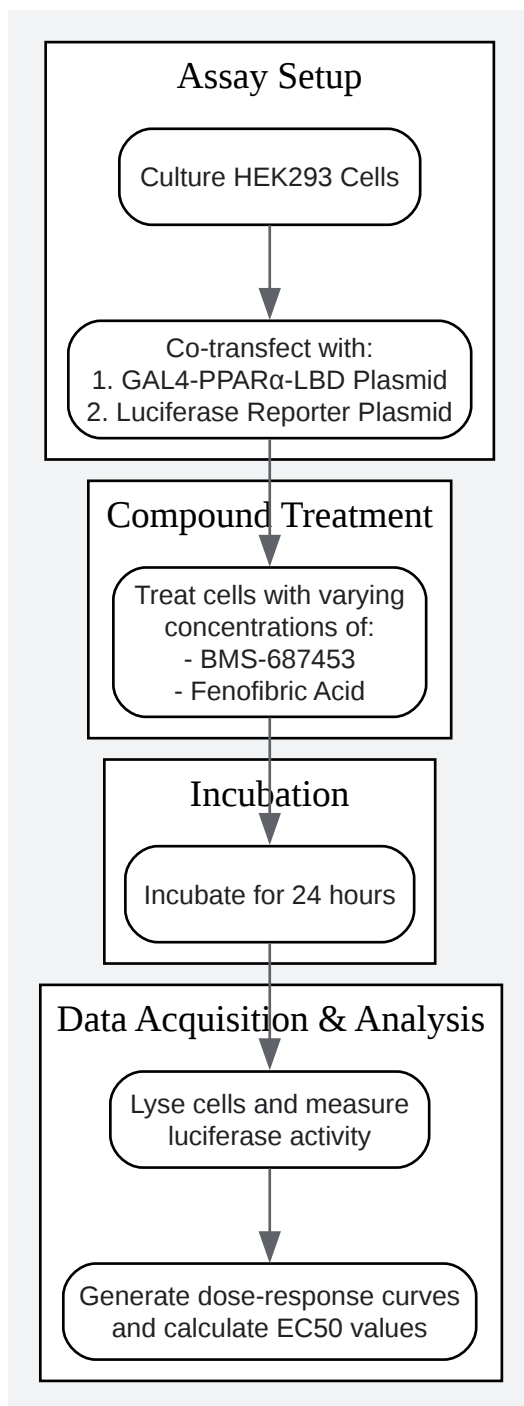 Assay Setup
Culture HEK293 Cells
Co-transfect with:
1. GAL4-PPARα-LBD Plasmid
2. Luciferase Reporter Plasmid
Compound Treatment
Treat cells with varying
concentrations of:
- BMS-687453
- Fenofibric Acid
Incubation
Incubate for 24 hours
Data Acquisition & Analysis
Lyse cells and measure
luciferase activity
Generate dose-response curves
and calculate EC50 values